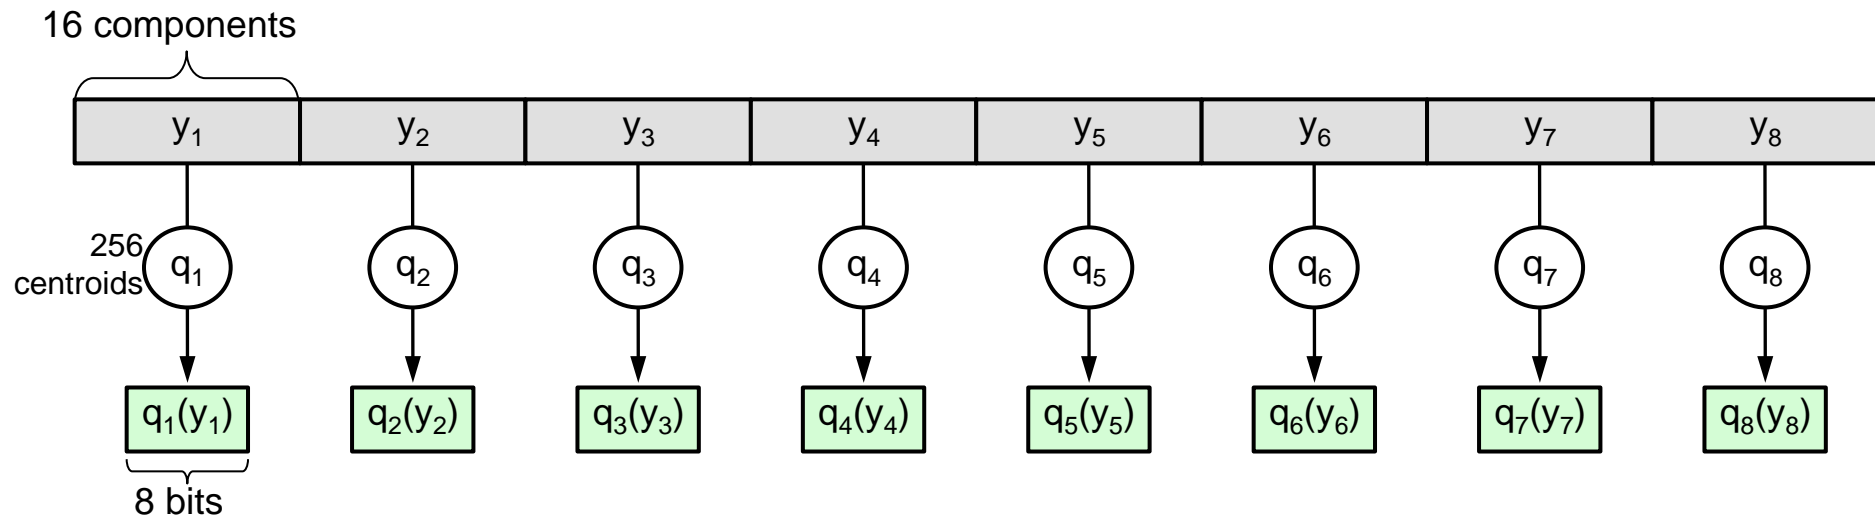 16 components
y₁ y₂ y₃ y₄ y₅ y₆ y₇ y₈
256
centroids
q₁ q₂ q₃ q₄ q₅ q₆ q₇ q₈
q₁(y₁) q₂(y₂) q₃(y₃) q₄(y₄) q₅(y₅) q₆(y₆) q₇(y₇) q₈(y₈)
8 bits